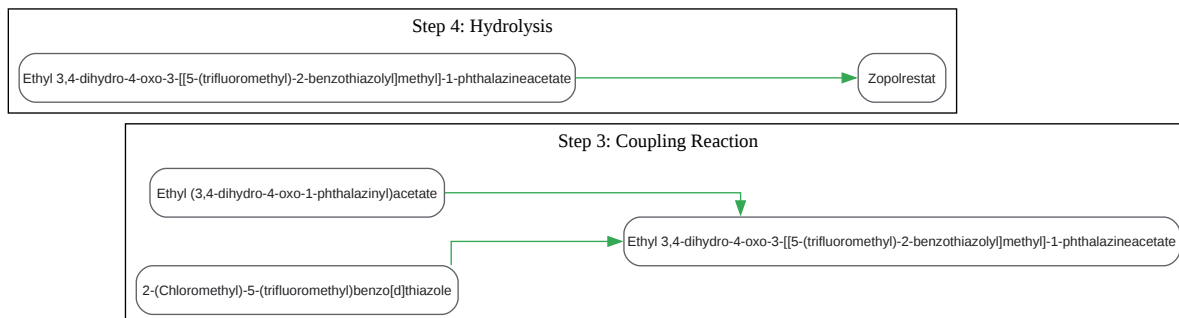 Step 4: Hydrolysis
Ethyl 3,4-dihydro-4-oxo-3-[[5-(trifluoromethyl)-2-benzothiazolyl]methyl]-1-phthalazineacetate
Zopolrestat
Step 3: Coupling Reaction
Ethyl (3,4-dihydro-4-oxo-1-phthalazinyl)acetate
Ethyl 3,4-dihydro-4-oxo-3-[[5-(trifluoromethyl)-2-benzothiazolyl]methyl]-1-phthalazineacetate
2-(Chloromethyl)-5-(trifluoromethyl)benzo[d]thiazole